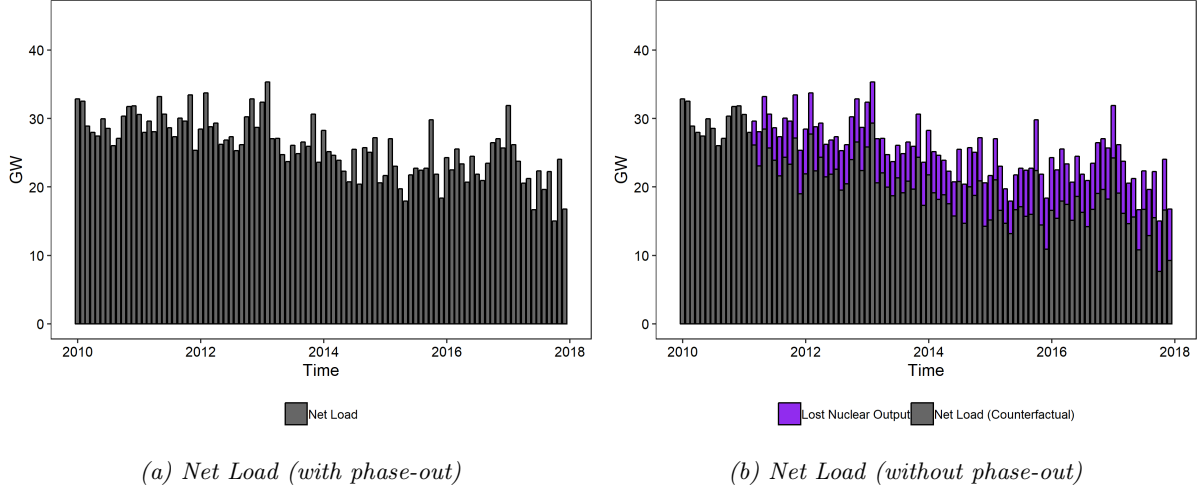 GW
40
30
20
10
0
2010 2012 2014 2016 2018
Time
Net Load
(a) Net Load (with phase-out)
GW
40
30
20
10
0
2010 2012 2014 2016 2018
Time
Lost Nuclear Output Net Load (Counterfactual)
(b) Net Load (without phase-out)